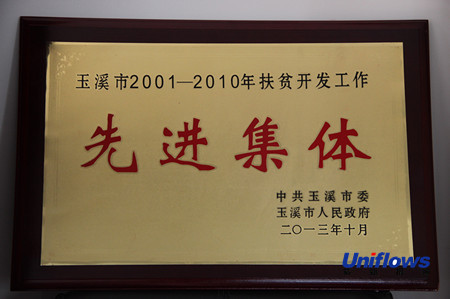 玉溪市2001—2010年扶贫开发工作
先进集体
中共玉溪市委
玉溪市人民政府
二〇一三年十月
Uniflows